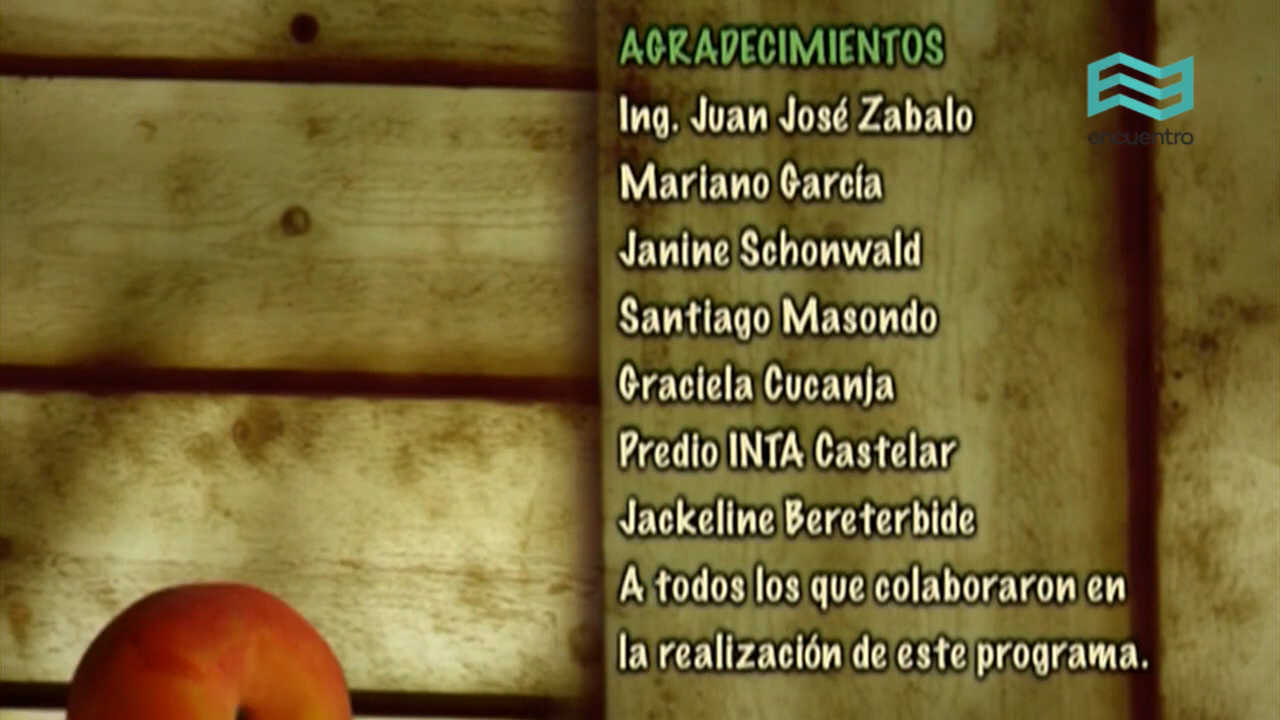 AGRADECIMIENTOS
Ing. Juan José Zabalo
Mariano García
Janine Schonwald
Santiago Masondo
Graciela Cucanja
Predio INTA Castelar
Jackeline Bereterbide
A todos los que colaboraron en
la realización de este programa.
encuentro